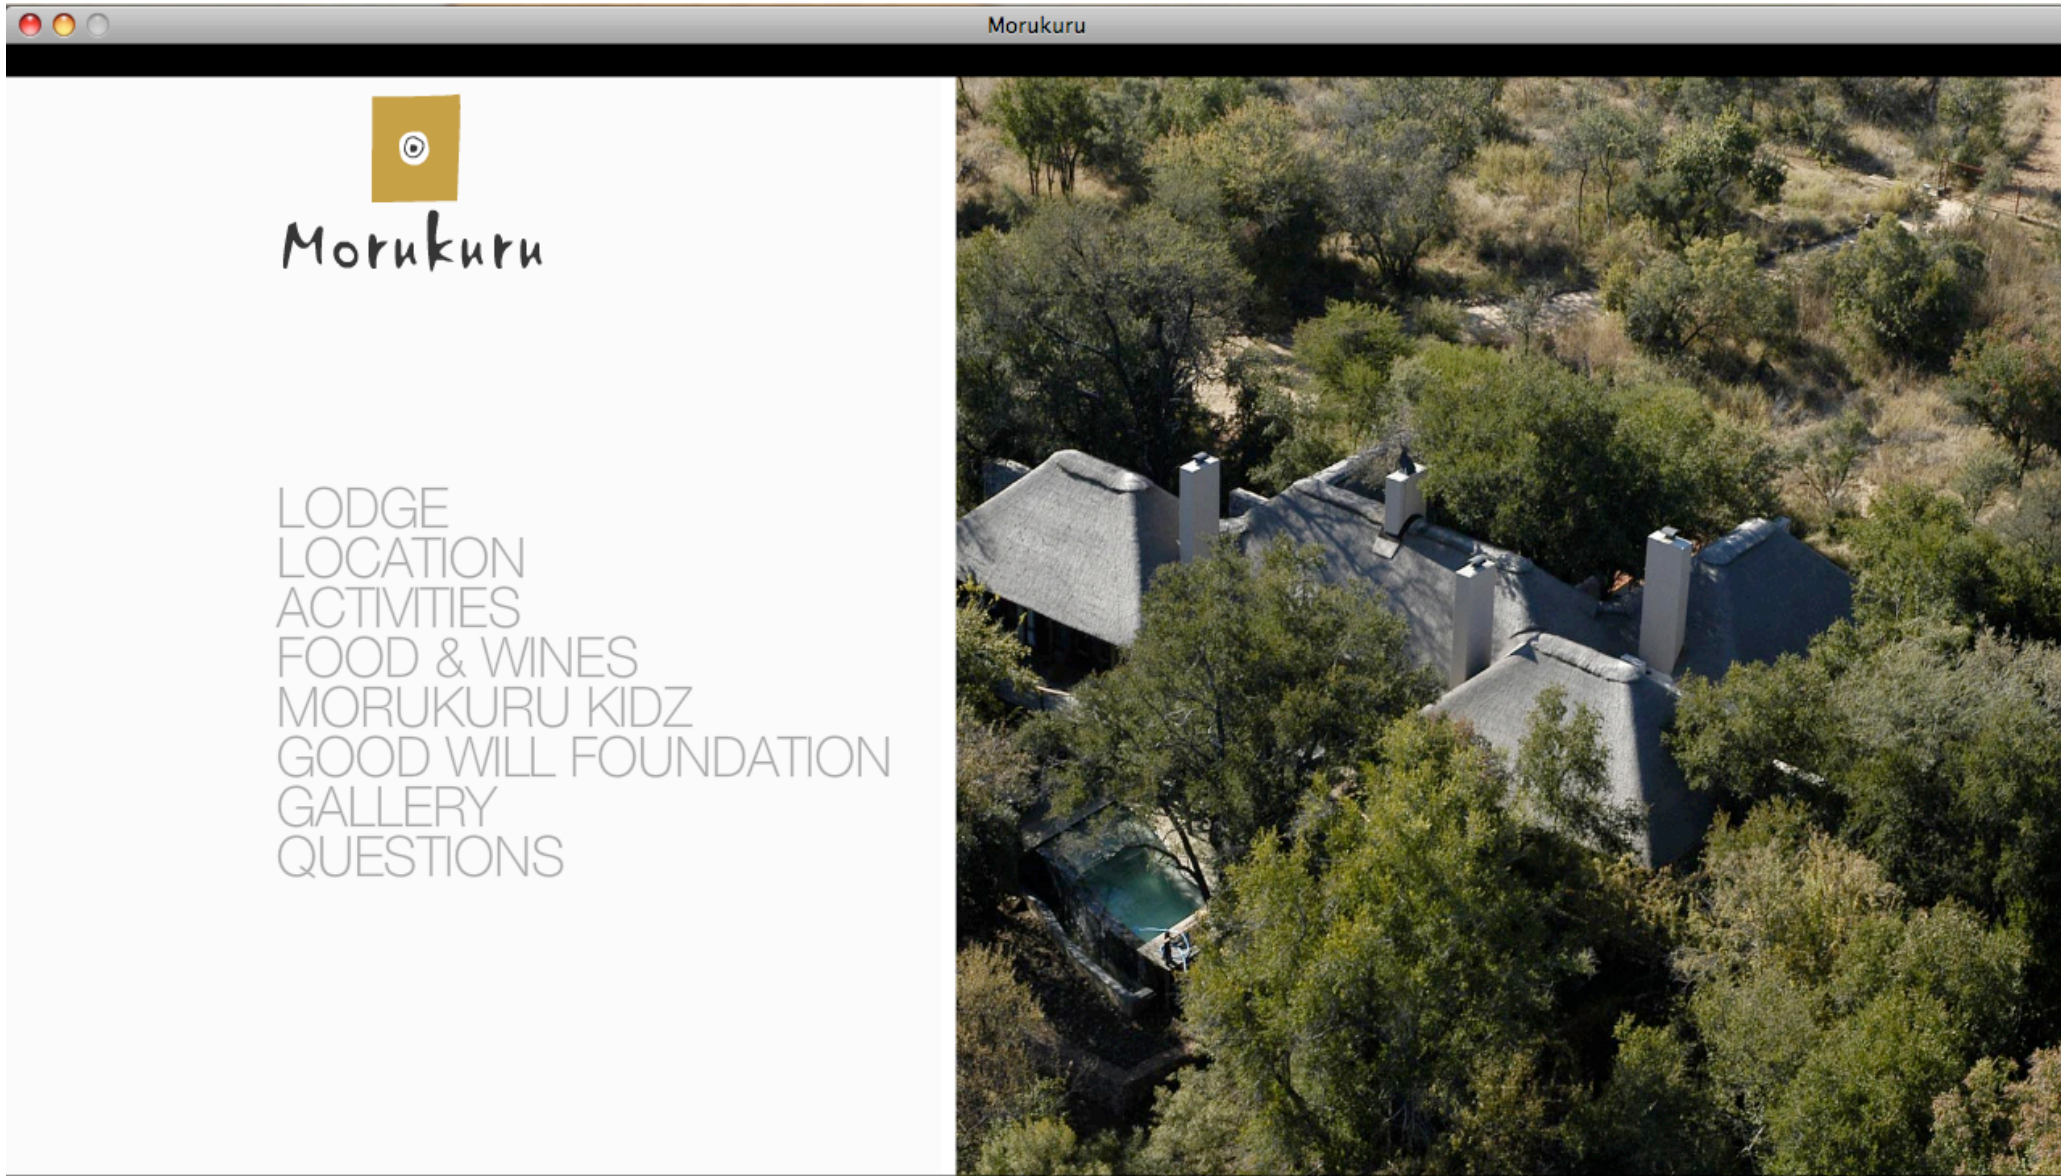 Morukuru
Morukuru
LODGE
LOCATION
ACTIVITIES
FOOD & WINES
MORUKURU KIDZ
GOOD WILL FOUNDATION
GALLERY
QUESTIONS